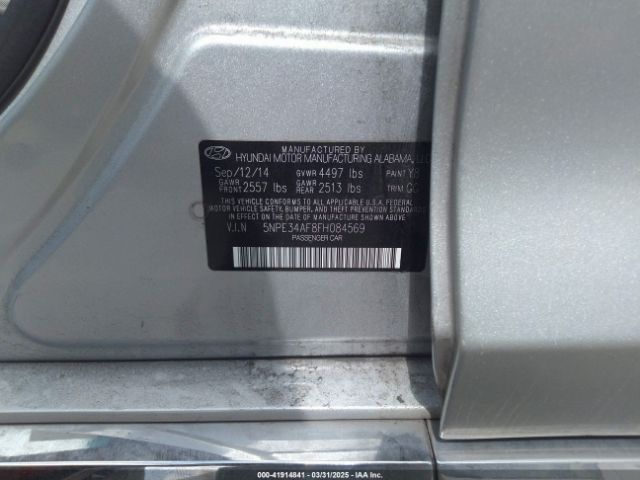 MANUFACTURED BY
HYUNDAI MOTOR MANUFACTURING ALABAMA,
Sep/12/14 GVWR 4497 lbs PAINT
GAWR FRONT 2557 lbs GAWR REAR 2513 lbs TRIM
THIS VEHICLE CONFORMS TO ALL APPLICABLE U.S.A. FEDERAL
MOTOR VEHICLE SAFETY, BUMPER, AND THEFT PREVENTION
STANDARDS IN EFFECT ON THE DATE OF MANUFACTURE SHOWN ABOVE.
V.I.N 5NPE34AF8FH084569
PASSENGER CAR
000-41914841 - 03/31/2025 - IAA Inc.